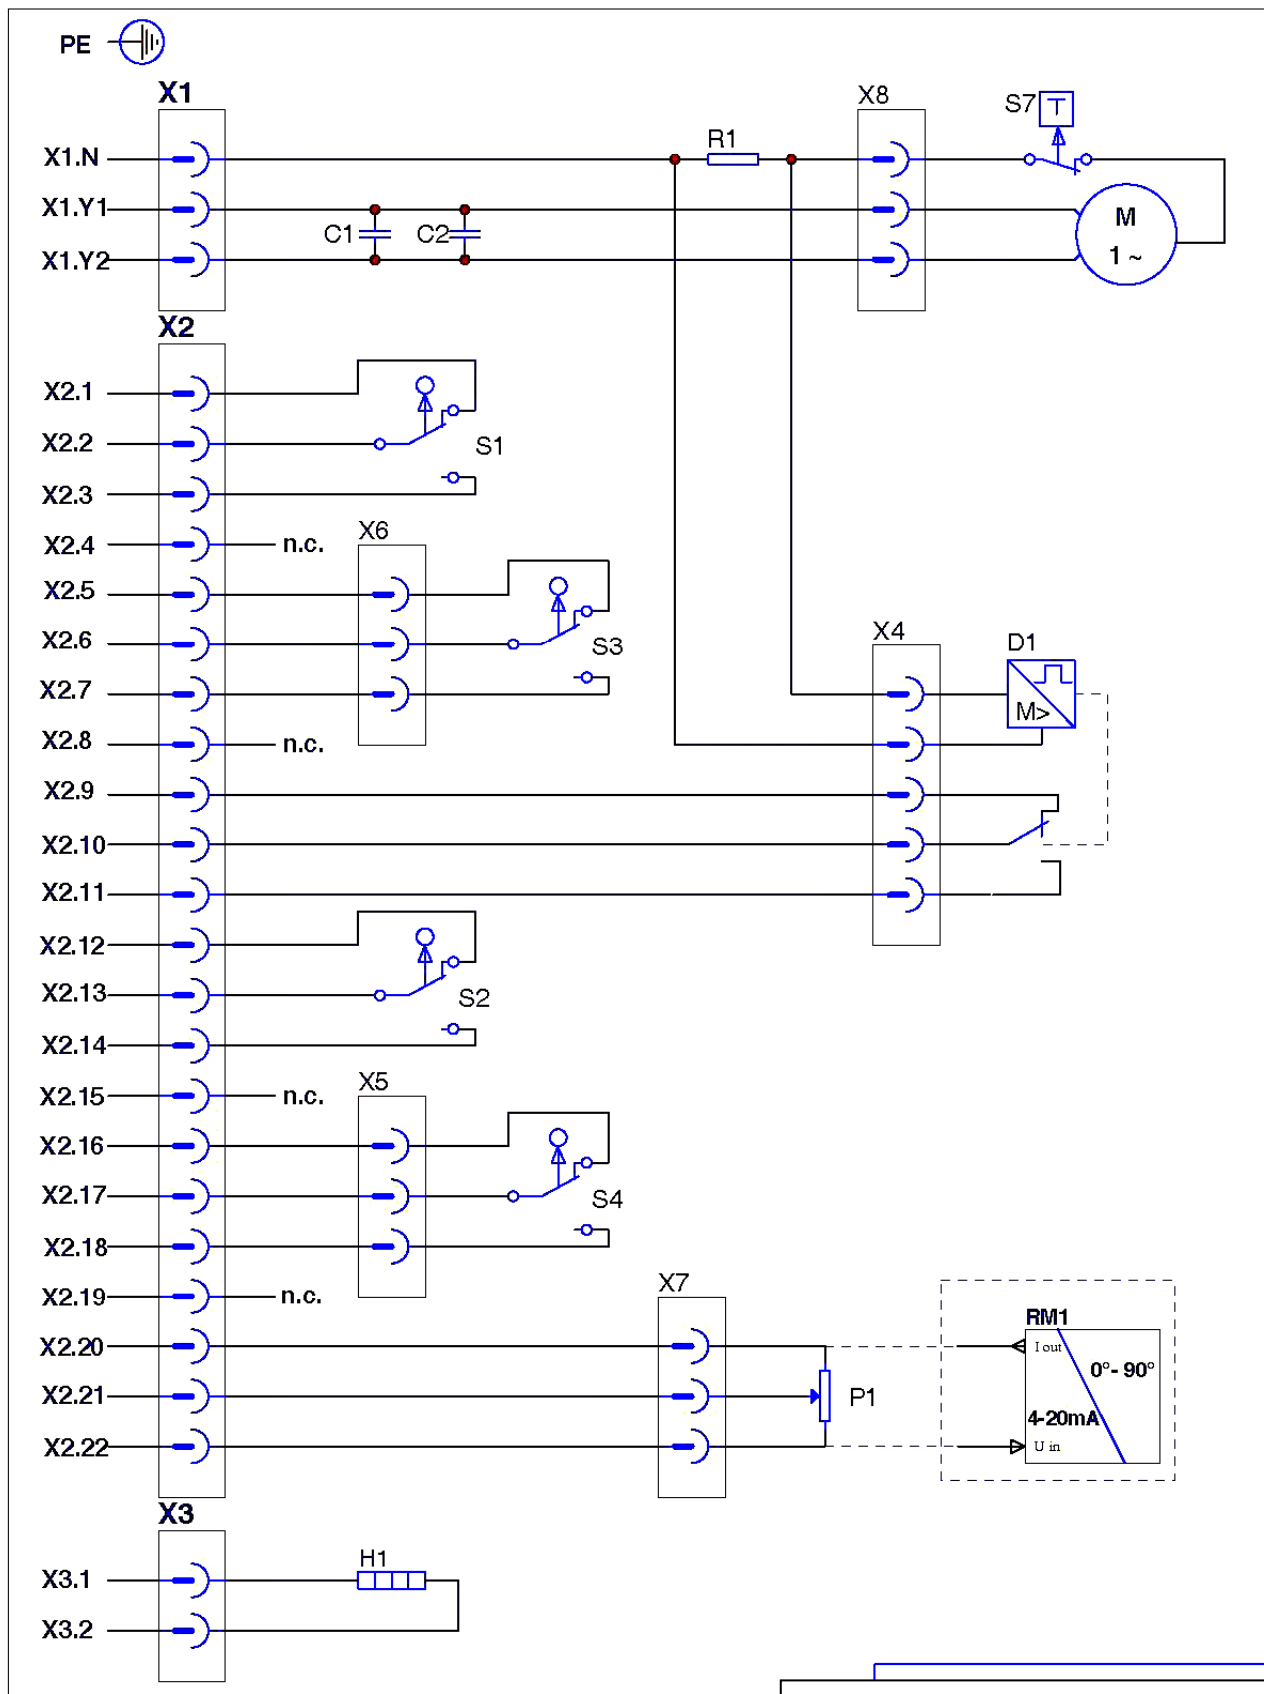 PE
X1
X8
S7
T
X1.N
R1
X1.Y1
M
C1
C2
X1.Y2
1 ~
X2
X2.1
X2.2
S1
X2.3
X2.4
n.c.
X6
X2.5
X2.6
S3
X4
D1
X2.7
M>
X2.8
n.c.
X2.9
X2.10
X2.11
X2.12
X2.13
S2
X2.14
X2.15
n.c.
X5
X2.16
X2.17
S4
X2.18
X2.19
n.c.
X7
RM1
X2.20
I out
0°- 90°
X2.21
P1
4-20mA
X2.22
U in
X3
H1
X3.1
X3.2